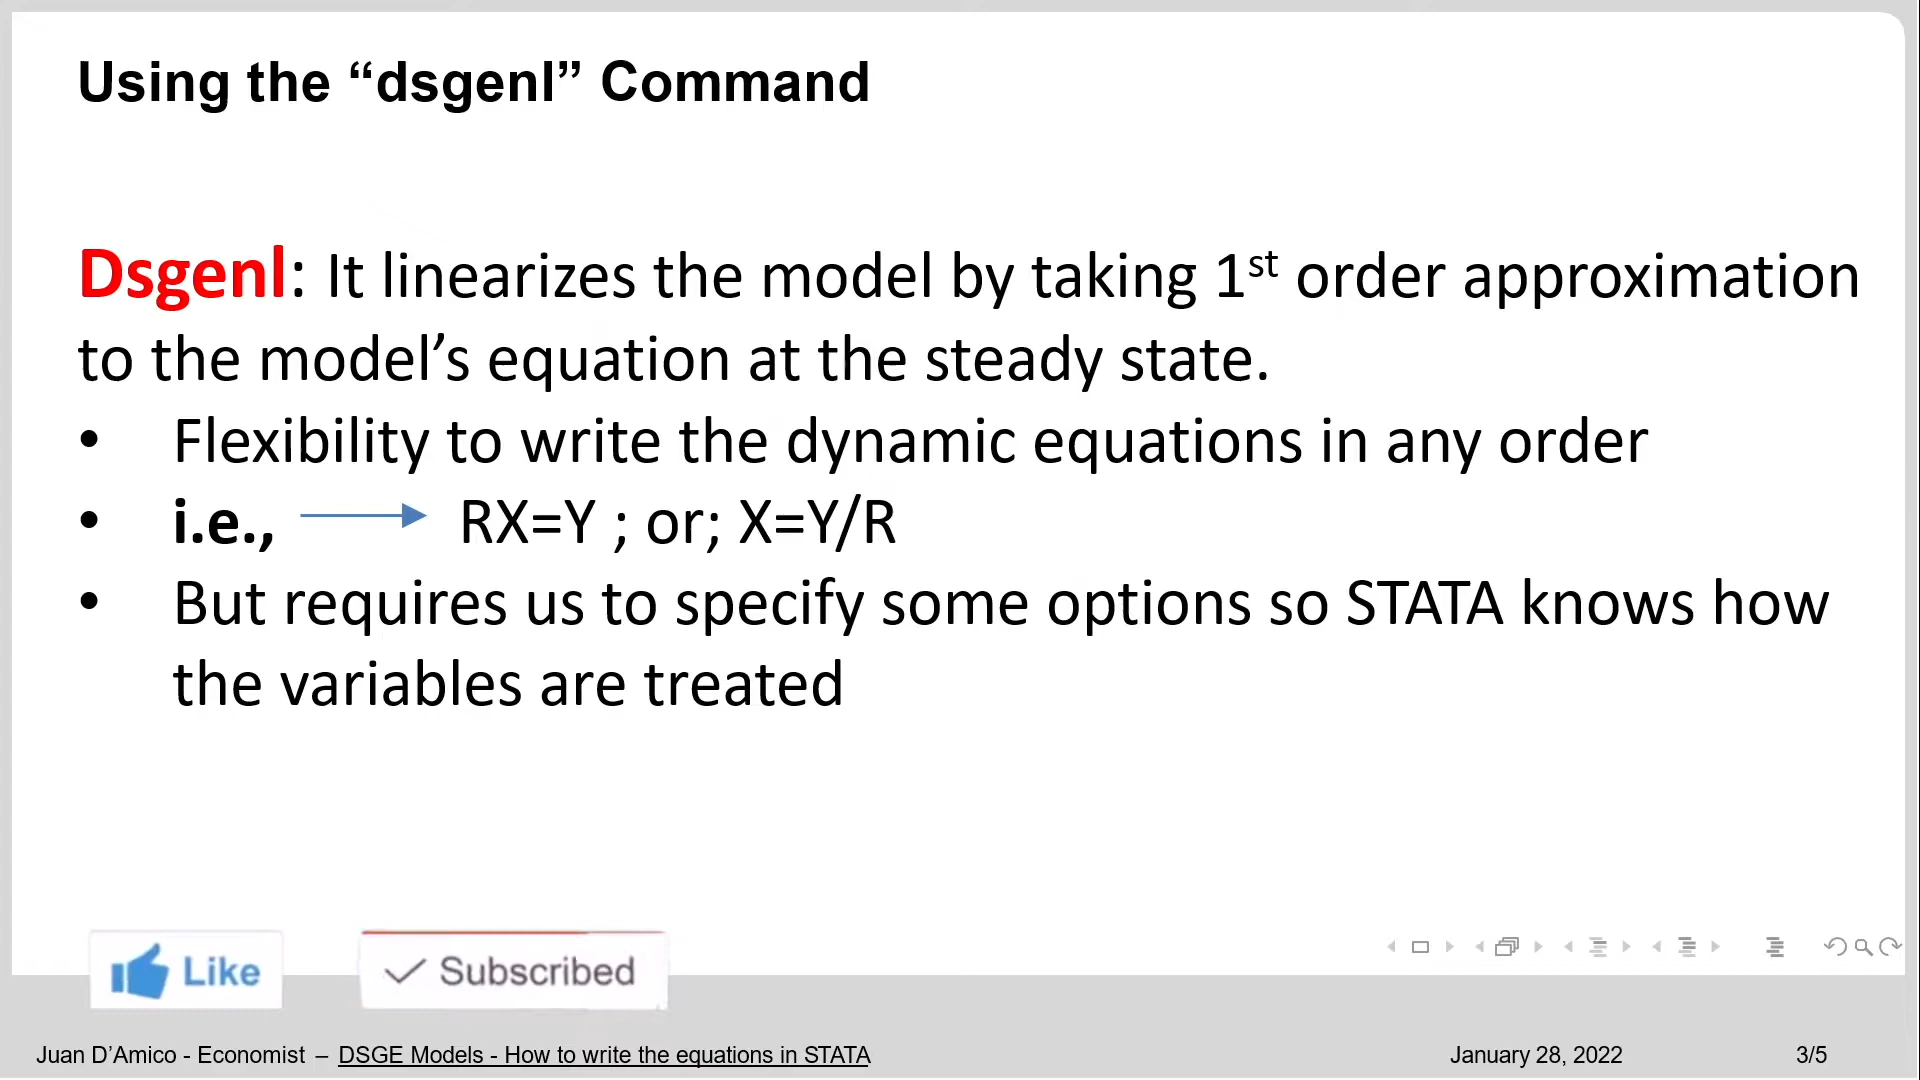 Using the “dsgenl” Command
Dsgenl: It linearizes the model by taking 1st order approximation
to the model’s equation at the steady state.
• Flexibility to write the dynamic equations in any order
• i.e., RX=Y ; or; X=Y/R
• But requires us to specify some options so STATA knows how
the variables are treated
Like
Subscribed
Juan D’Amico - Economist – DSGE Models - How to write the equations in STATA
January 28, 2022
3/5